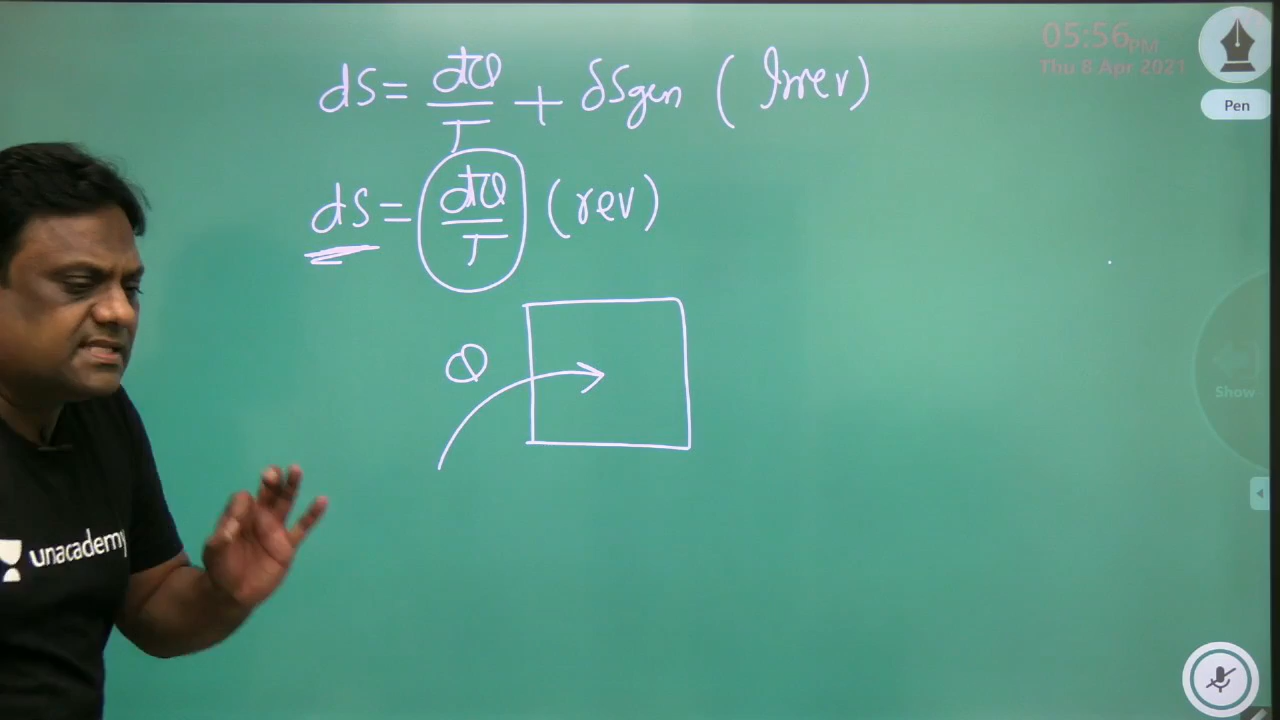 05:56PM
Thu 8 Apr 2021
Pen
dS = đQ/T + δSgen (Irrev)
dS = đQ/T (rev)
Q
Show
unacademy